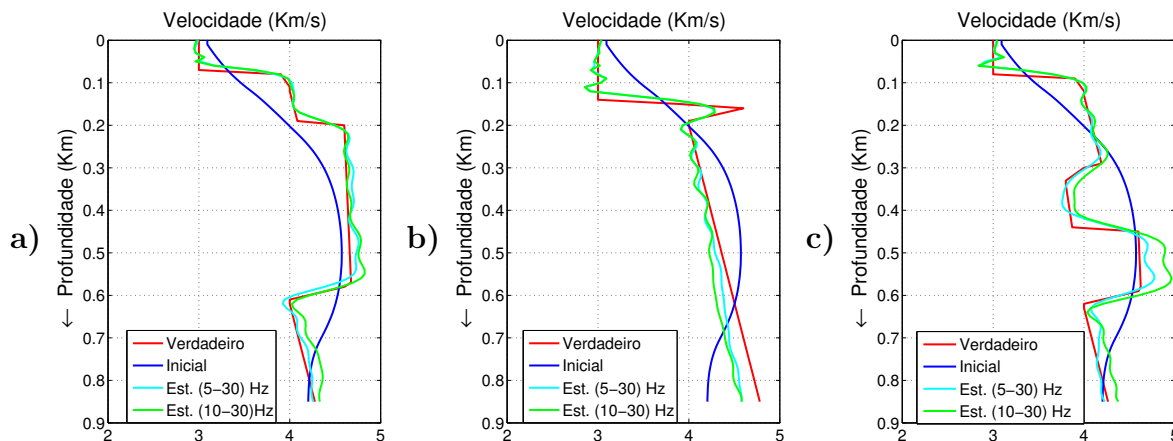 a)
Velocidade (Km/s)
← Profundidade (Km)
0
0.1
0.2
0.3
0.4
0.5
0.6
0.7
0.8
0.9
2
3
4
5
Verdadeiro
Inicial
Est. (5–30) Hz
Est. (10–30)Hz
b)
Velocidade (Km/s)
← Profundidade (Km)
0
0.1
0.2
0.3
0.4
0.5
0.6
0.7
0.8
0.9
2
3
4
5
Verdadeiro
Inicial
Est. (5–30) Hz
Est. (10–30) Hz
c)
Velocidade (Km/s)
← Profundidade (Km)
0
0.1
0.2
0.3
0.4
0.5
0.6
0.7
0.8
0.9
2
3
4
5
Verdadeiro
Inicial
Est. (5–30) Hz
Est. (10–30) Hz